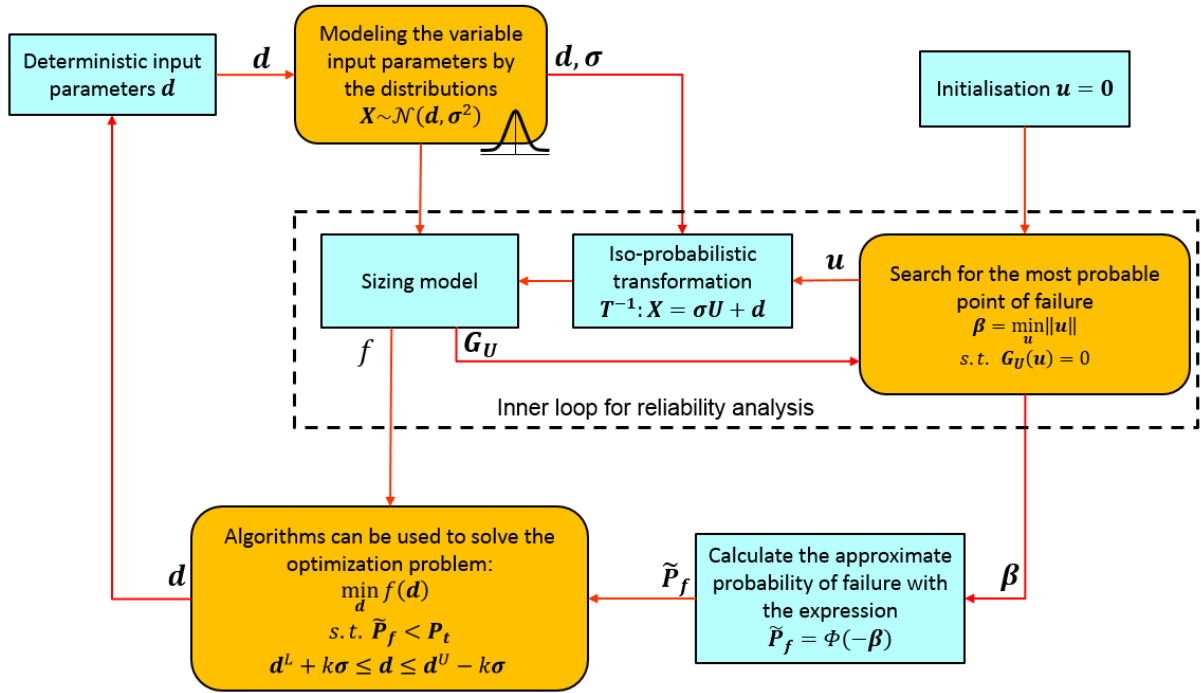 Deterministic input
parameters d
d
Modeling the variable
input parameters by
the distributions
X~𝒩(d, σ²)
d, σ
Initialisation u = 0
Sizing model
Iso-probabilistic
transformation
T⁻¹: X = σU + d
u
Search for the most probable
point of failure
β = min‖u‖
u
s.t. G_U(u) = 0
f
G_U
Inner loop for reliability analysis
Algorithms can be used to solve the
optimization problem:
min f(d)
d
s.t. P̃_f < P_t
d^L + kσ ≤ d ≤ d^U − kσ
d
P̃_f
Calculate the approximate
probability of failure with
the expression
P̃_f = Φ(−β)
β